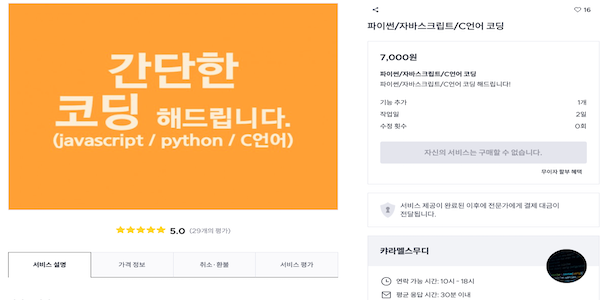 간단한
코딩 해드립니다.
(javascript / python / C언어)
5.0 (29개의 평가)
서비스 설명
가격 정보
취소·환불
서비스 평가
16
파이썬/자바스크립트/C언어 코딩
7,000원
파이썬/자바스크립트/C언어 코딩
파이썬/자바스크립트/C언어 코딩 해드립니다!
기능 추가 1개
작업일 2일
수정 횟수 0회
자신의 서비스는 구매할 수 없습니다.
무이자 할부 혜택
서비스 제공이 완료된 이후에 전문가에게 결제 대금이
전달됩니다.
캬라멜스무디
연락 가능 시간: 10시 - 18시
평균 응답 시간: 30분 이내